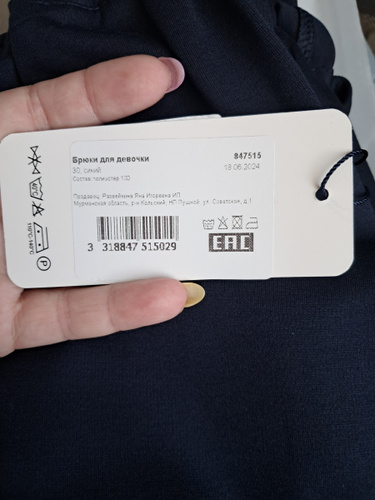 Брюки для девочки
847515
30, синий
18.06.2024
Состав полиэстер 100
Продавец: Развейкина Яна Игоревна ИП
Мурманская область, р-н Кольский, НП Пушной, ул. Советская, д.1
3 318847 515029
EAC
P